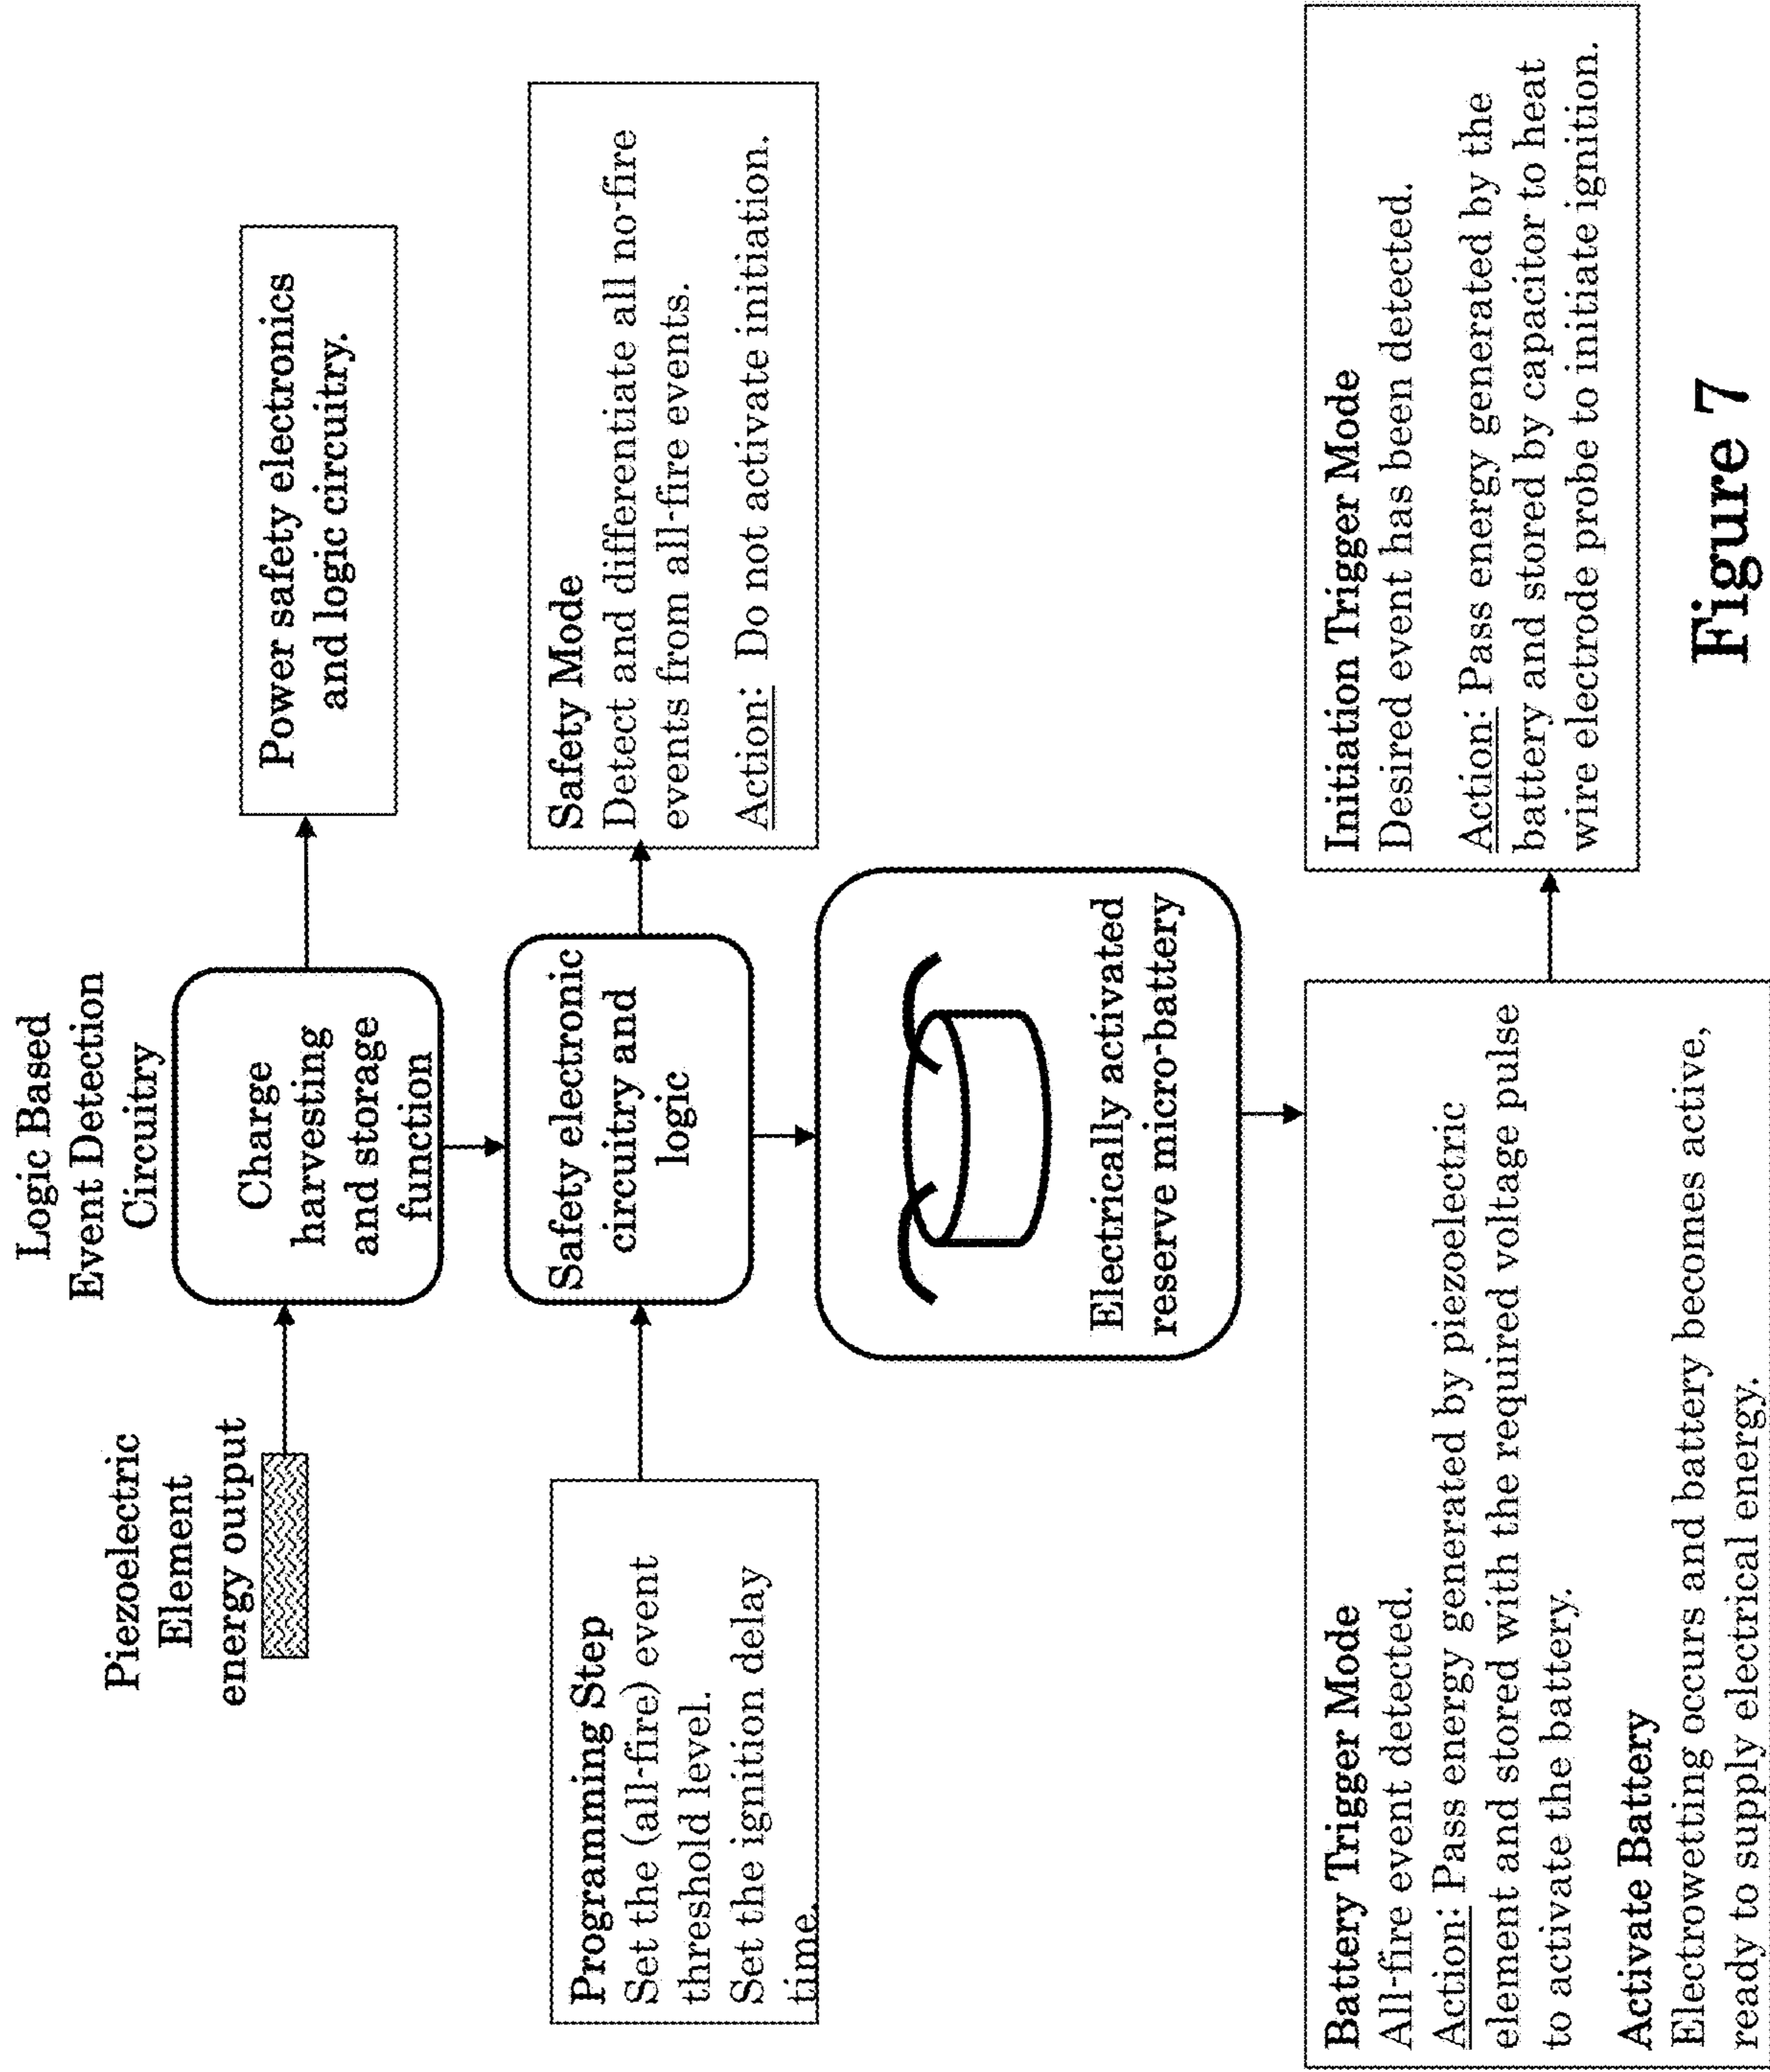 Logic Based
Event Detection
Circuitry
Piezoelectric
Element
energy output
Charge
harvesting
and storage
function
Power safety electronics
and logic circuitry.
Programming Step
Set the (all-fire) event
threshold level.
Set the ignition delay
time.
Safety electronic
circuitry and
logic
Safety Mode
Detect and differentiate all no-fire
events from all-fire events.
Action: Do not activate initiation.
Electrically activated
reserve micro-battery
Battery Trigger Mode
All-fire event detected.
Action: Pass energy generated by piezoelectric
element and stored with the required voltage pulse
to activate the battery.
Activate Battery
Electrowetting occurs and battery becomes active,
ready to supply electrical energy.
Initiation Trigger Mode
Desired event has been detected.
Action: Pass energy generated by the
battery and stored by capacitor to heat
wire electrode probe to initiate ignition.
Figure 7